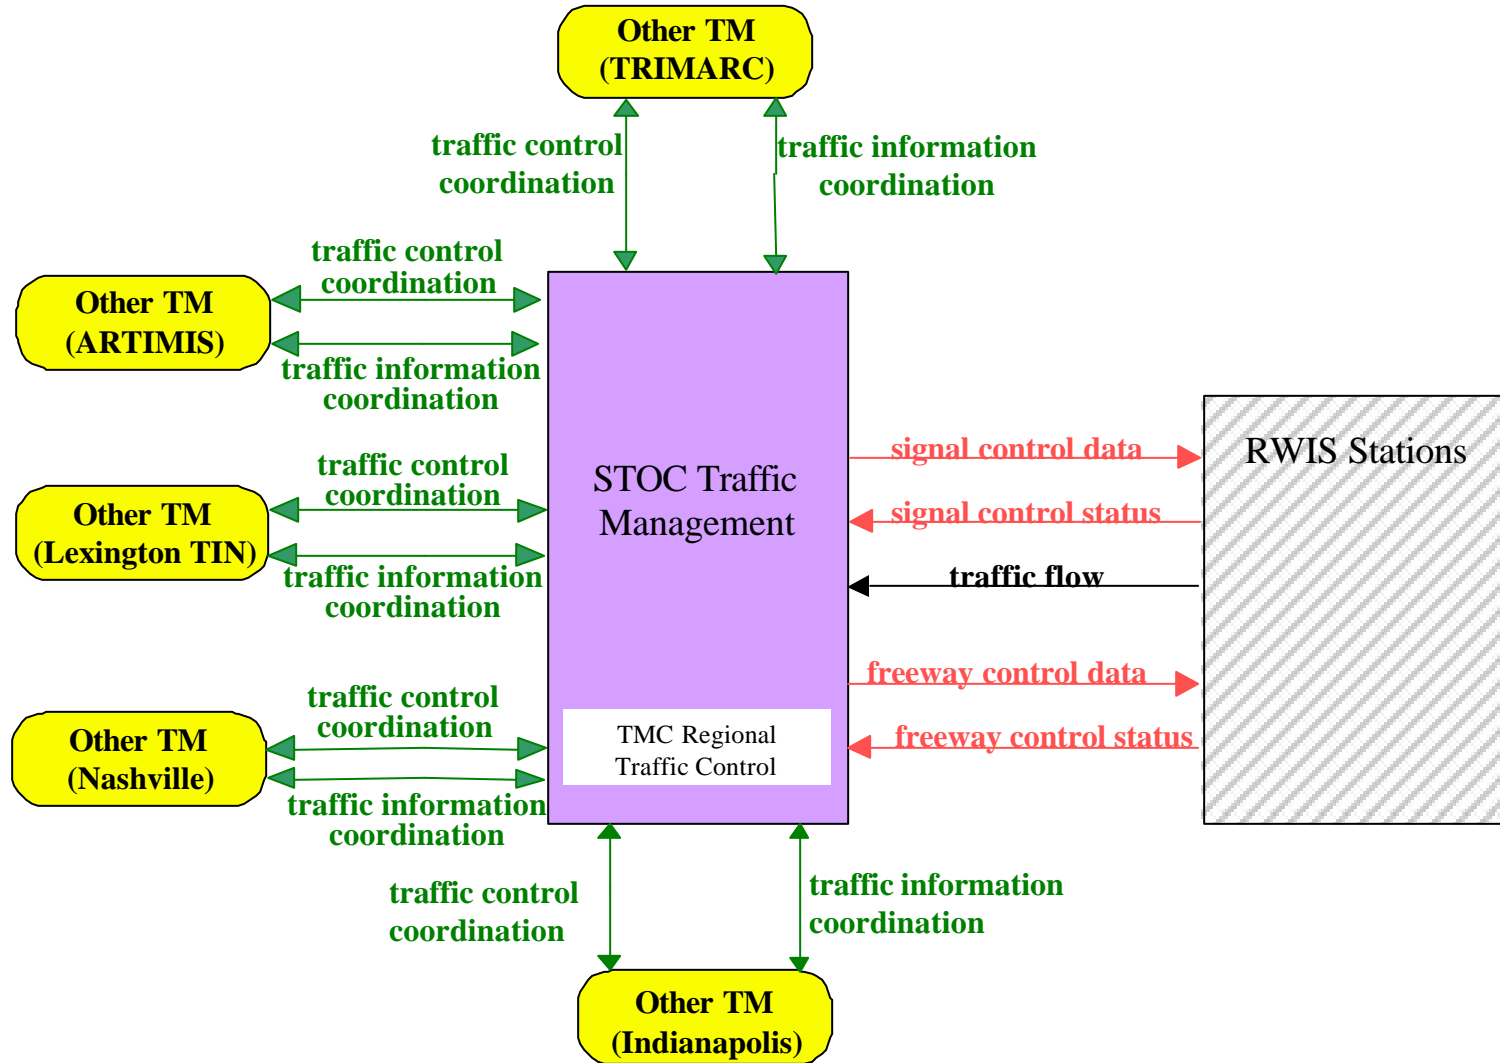 Other TM
(TRIMARC)
traffic control
coordination
traffic information
coordination
traffic control
coordination
Other TM
(ARTIMIS)
traffic information
coordination
traffic control
coordination
Other TM
(Lexington TIN)
traffic information
coordination
traffic control
coordination
Other TM
(Nashville)
traffic information
coordination
STOC Traffic
Management
TMC Regional
Traffic Control
signal control data
signal control status
traffic flow
freeway control data
freeway control status
RWIS Stations
traffic control
coordination
traffic information
coordination
Other TM
(Indianapolis)